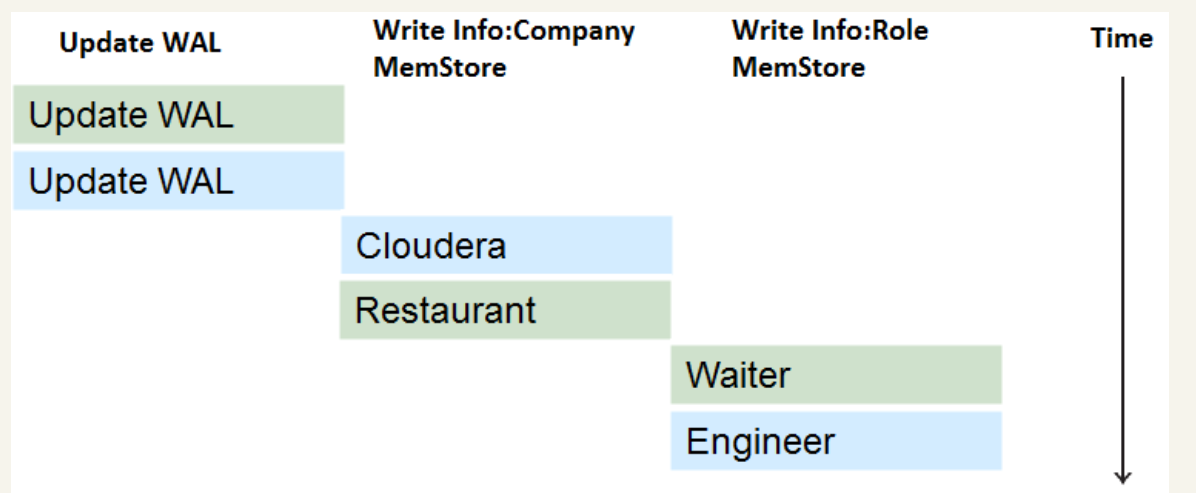 Update WAL
Write Info:Company
MemStore
Write Info:Role
MemStore
Time
Update WAL
Update WAL
Cloudera
Restaurant
Waiter
Engineer